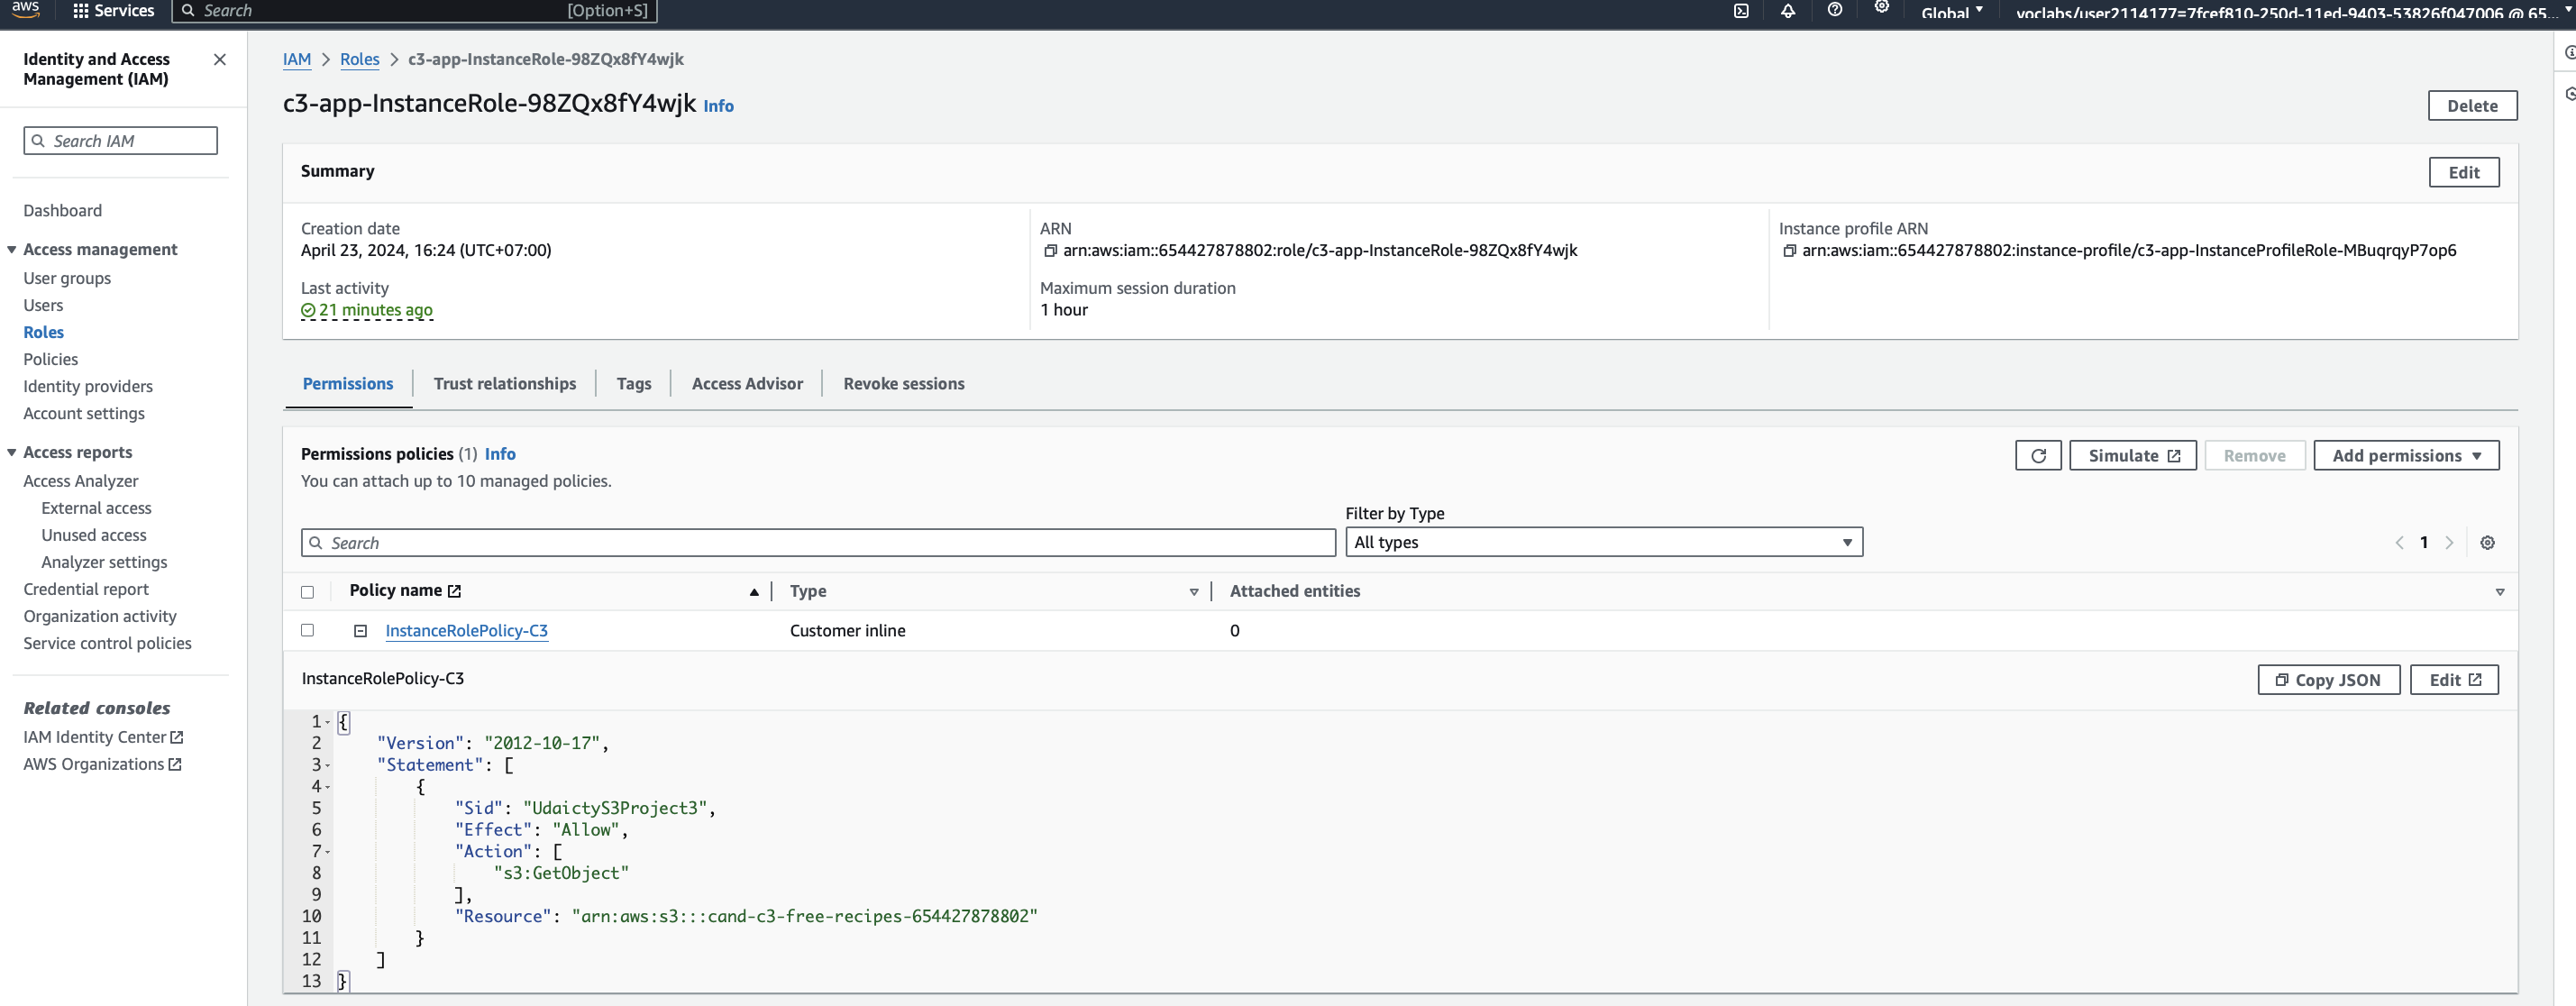 aws Services Search [Option+S] Global voclabs/user2114177=7fcef810-250d-11ed-9403-53826f047006 @ 65...
Identity and Access
Management (IAM)
Search IAM
Dashboard
Access management
User groups
Users
Roles
Policies
Identity providers
Account settings
Access reports
Access Analyzer
External access
Unused access
Analyzer settings
Credential report
Organization activity
Service control policies
Related consoles
IAM Identity Center
AWS Organizations
IAM > Roles > c3-app-InstanceRole-98ZQx8fY4wjk
c3-app-InstanceRole-98ZQx8fY4wjk Info Delete
Summary Edit
Creation date
April 23, 2024, 16:24 (UTC+07:00)
Last activity
21 minutes ago
ARN
arn:aws:iam::654427878802:role/c3-app-InstanceRole-98ZQx8fY4wjk
Maximum session duration
1 hour
Instance profile ARN
arn:aws:iam::654427878802:instance-profile/c3-app-InstanceProfileRole-MBuqrqyP7op6
Permissions Trust relationships Tags Access Advisor Revoke sessions
Permissions policies (1) Info Simulate Remove Add permissions
You can attach up to 10 managed policies.
Filter by Type
Search All types 1
Policy name Type Attached entities
InstanceRolePolicy-C3 Customer inline 0
InstanceRolePolicy-C3 Copy JSON Edit
1 {
2 "Version": "2012-10-17",
3 "Statement": [
4 {
5 "Sid": "UdaictyS3Project3",
6 "Effect": "Allow",
7 "Action": [
8 "s3:GetObject"
9 ],
10 "Resource": "arn:aws:s3:::cand-c3-free-recipes-654427878802"
11 }
12 ]
13 }